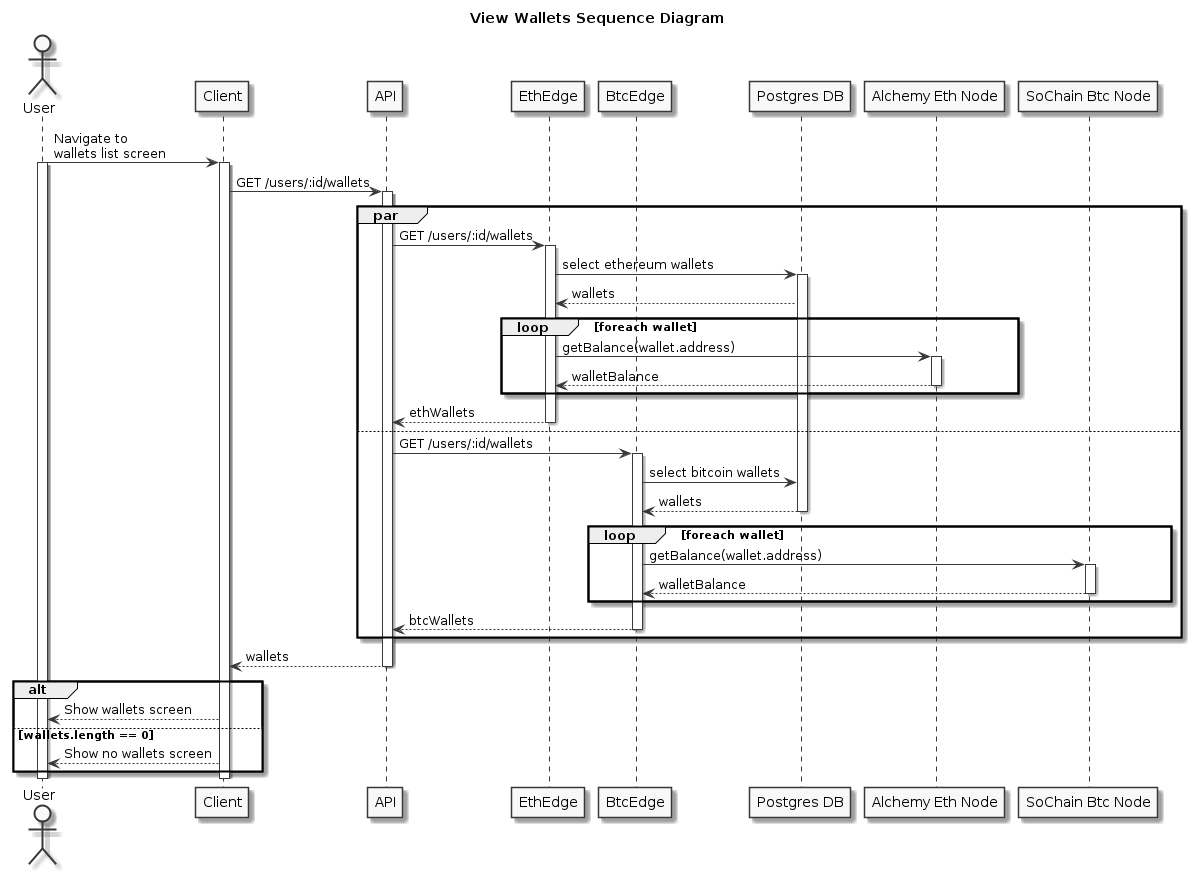 View Wallets Sequence Diagram
User
Client
API
EthEdge
BtcEdge
Postgres DB
Alchemy Eth Node
SoChain Btc Node
Navigate to
wallets list screen
GET /users/:id/wallets
par
GET /users/:id/wallets
select ethereum wallets
wallets
loop [foreach wallet]
getBalance(wallet.address)
walletBalance
ethWallets
GET /users/:id/wallets
select bitcoin wallets
wallets
loop [foreach wallet]
getBalance(wallet.address)
walletBalance
btcWallets
wallets
alt
Show wallets screen
[wallets.length == 0]
Show no wallets screen
User
Client
API
EthEdge
BtcEdge
Postgres DB
Alchemy Eth Node
SoChain Btc Node